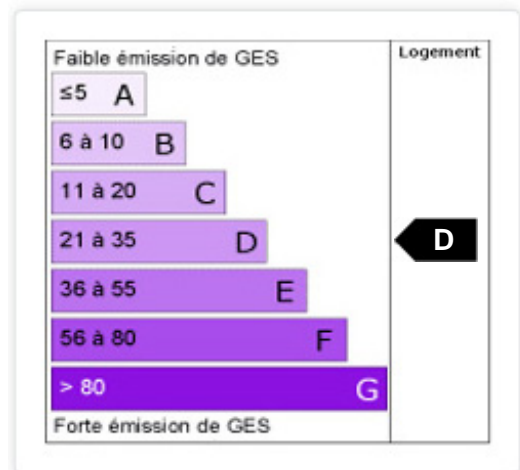 Faible émission de GES
Logement
≤5 A
6 à 10 B
11 à 20 C
21 à 35 D
D
36 à 55 E
56 à 80 F
> 80 G
Forte émission de GES